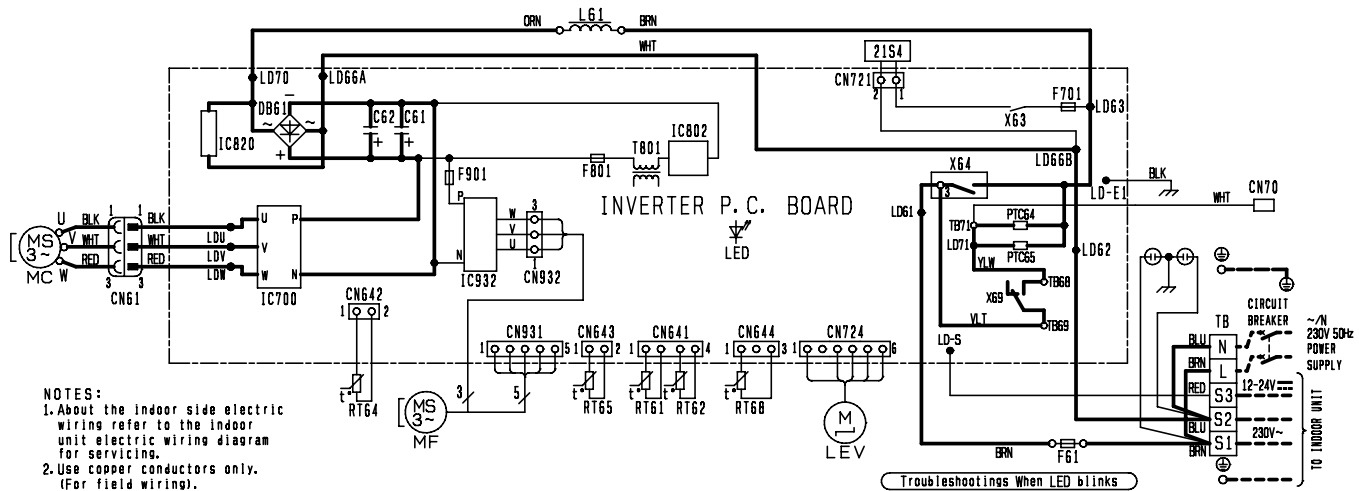 L61
ORN
BRN
WHT
21S4
CN721
2
1
F701
X63
LD63
LD70
LD66A
DB61
−
~
~
+
C62
C61
+
+
IC820
T801
IC802
F801
F901
LD66B
X64
3
LD61
LD-E1
BLK
WHT
CN70
INVERTER P.C. BOARD
LED
PTC64
TB71
LD71
PTC65
LD62
YLW
TB68
X69
VLT
TB69
U
BLK
1
1
BLK
LDU
U
P
V
WHT
WHT
LDV
V
RED
RED
LDW
W
N
W
3
3
MS
3~
MC
CN61
IC700
P
N
IC932
W
V
U
3
1
CN932
CN642
1
2
t°
RT64
CN931
1
5
CN643
1
2
CN641
1
4
CN644
1
3
CN724
1
6
LD-S
3
5
t°
RT65
t°
RT61
t°
RT62
t°
RT68
MS
3~
MF
M
LEV
BRN
F61
TB
CIRCUIT
BREAKER
~/N
230V 50Hz
POWER
SUPPLY
BLU
N
BRN
L
RED
S3
12-24V
S2
BLU
230V~
S1
BRN
TO INDOOR UNIT
NOTES:
1. About the indoor side electric
wiring refer to the indoor
unit electric wiring diagram
for servicing.
2. Use copper conductors only.
(For field wiring).
Troubleshootings When LED blinks